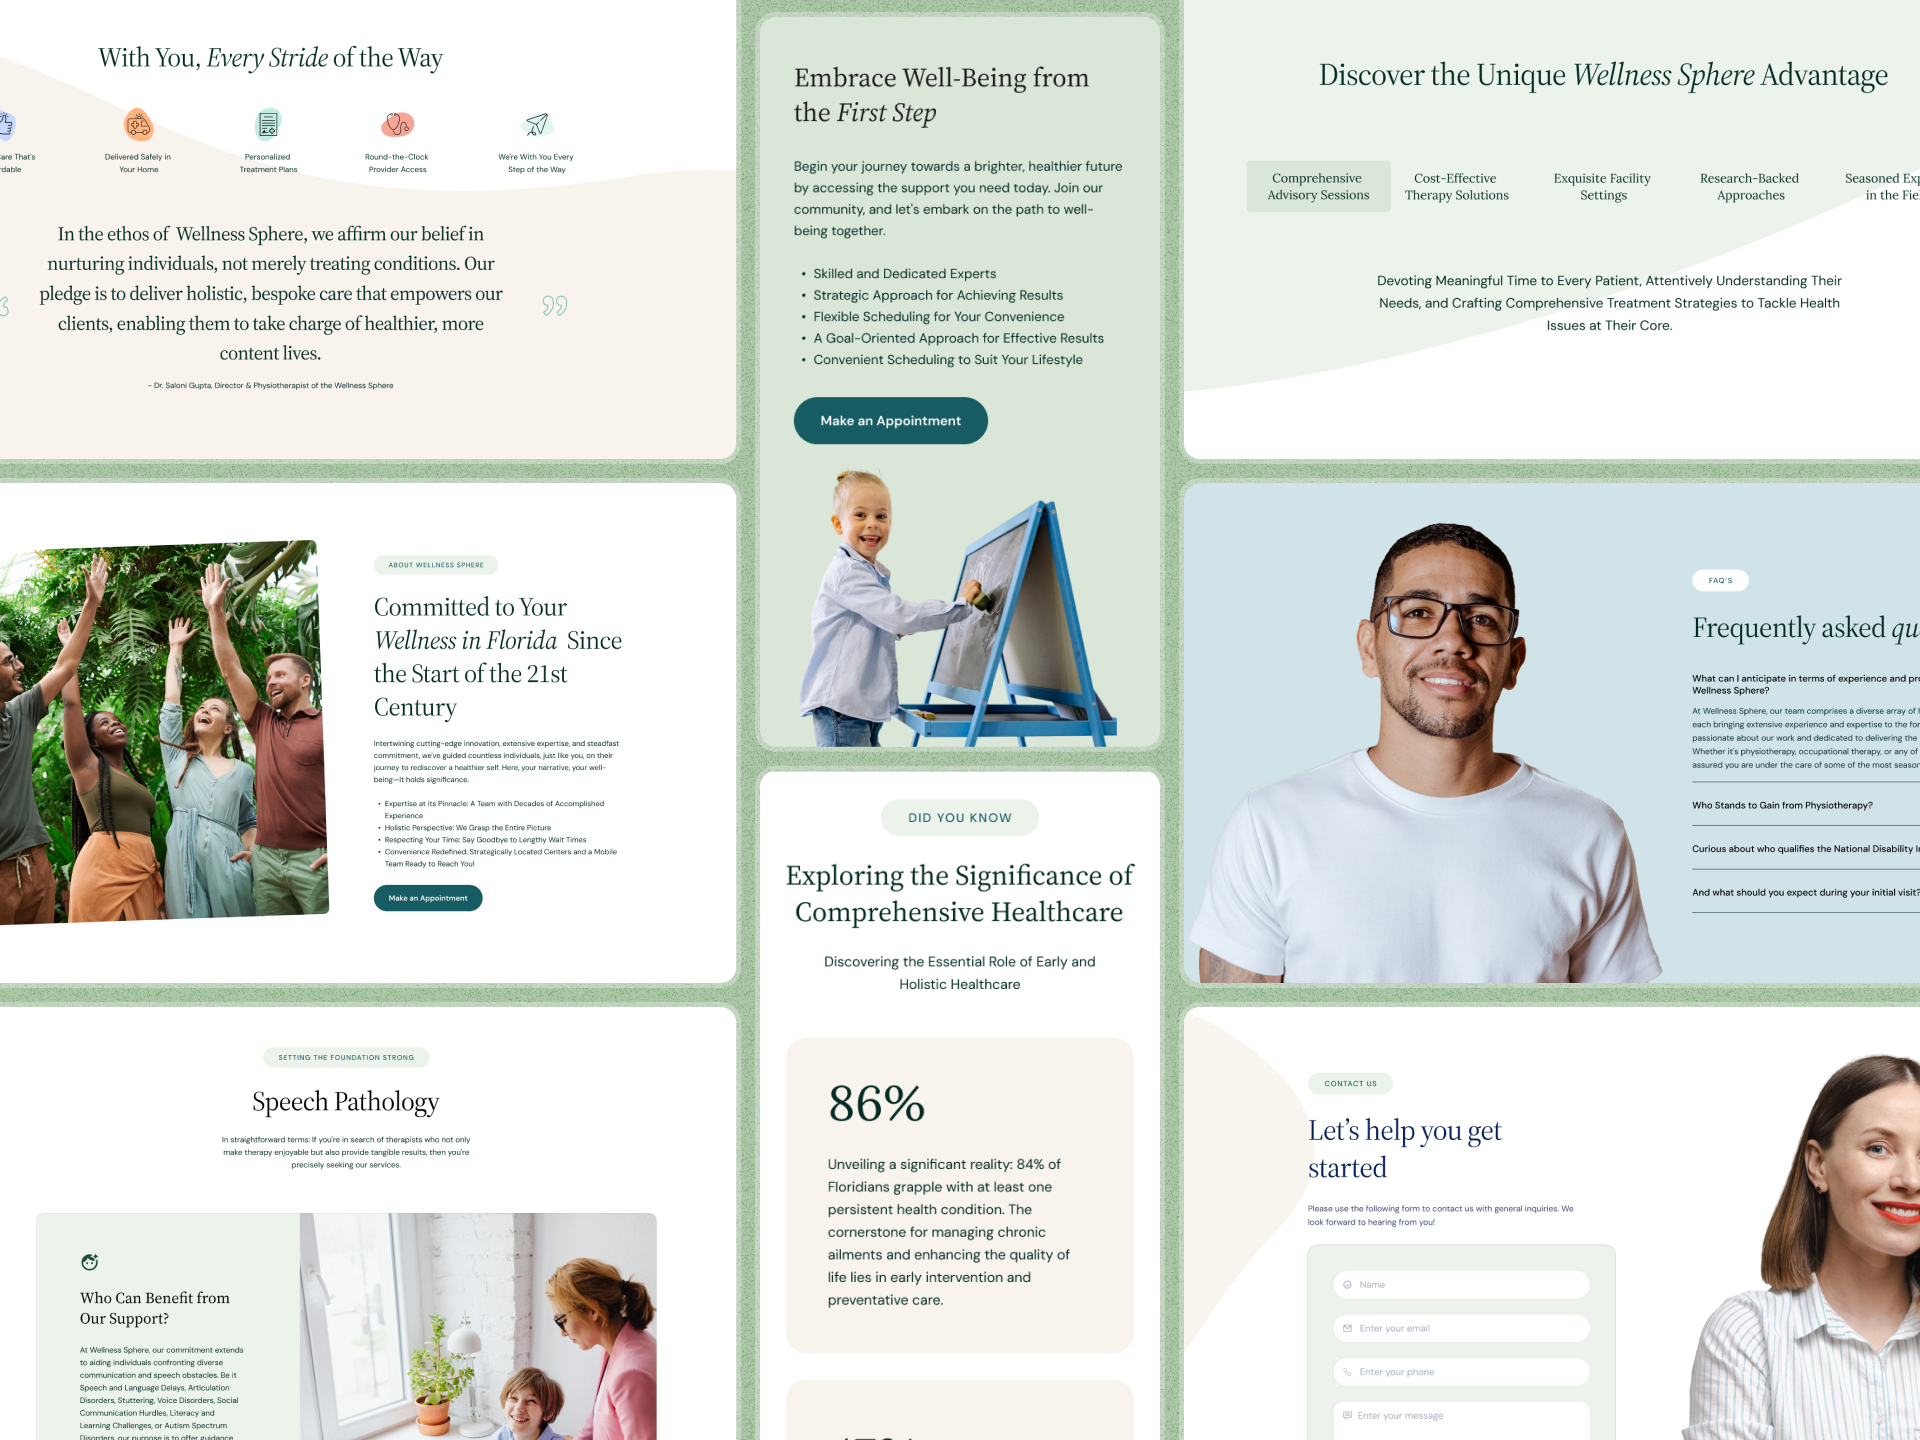 With You, Every Stride of the Way
Care That's
Delivered Safely in
Your Home
Personalized
Treatment Plans
Round-the-Clock
Provider Access
We're With You Every
Step of the Way
In the ethos of Wellness Sphere, we affirm our belief in
nurturing individuals, not merely treating conditions. Our
pledge is to deliver holistic, bespoke care that empowers our
clients, enabling them to take charge of healthier, more
content lives.
- Dr. Saloni Gupta, Director & Physiotherapist of the Wellness Sphere
ABOUT WELLNESS SPHERE
Committed to Your
Wellness in Florida Since
the Start of the 21st
Century
Intertwining cutting-edge innovation, extensive expertise, and steadfast
commitment, we've guided countless individuals, just like you, on their
journey to rediscover a healthier self. Here, your narrative, your well-
being—it holds significance.
• Expertise at its Pinnacle: A Team with Decades of Accomplished
Experience
• Holistic Perspective: We Grasp the Entire Picture
• Respecting Your Time: Say Goodbye to Lengthy Wait Times
• Convenience Redefined: Strategically Located Centers and a Mobile
Team Ready to Reach You!
Make an Appointment
SETTING THE FOUNDATION STRONG
Speech Pathology
In straightforward terms: If you're in search of therapists who not only
make therapy enjoyable but also provide tangible results, then you're
precisely seeking our services.
Who Can Benefit from
Our Support?
At Wellness Sphere, our commitment extends
to aiding individuals confronting diverse
communication and speech obstacles. Be it
Speech and Language Delays, Articulation
Disorders, Stuttering, Voice Disorders, Social
Communication Hurdles, Literacy and
Learning Challenges, or Autism Spectrum
Disorders, our purpose is to offer guidance
Embrace Well-Being from
the First Step
Begin your journey towards a brighter, healthier future
by accessing the support you need today. Join our
community, and let's embark on the path to well-
being together.
• Skilled and Dedicated Experts
• Strategic Approach for Achieving Results
• Flexible Scheduling for Your Convenience
• A Goal-Oriented Approach for Effective Results
• Convenient Scheduling to Suit Your Lifestyle
Make an Appointment
DID YOU KNOW
Exploring the Significance of
Comprehensive Healthcare
Discovering the Essential Role of Early and
Holistic Healthcare
86%
Unveiling a significant reality: 84% of
Floridians grapple with at least one
persistent health condition. The
cornerstone for managing chronic
ailments and enhancing the quality of
life lies in early intervention and
preventative care.
Discover the Unique Wellness Sphere Advantage
Comprehensive
Advisory Sessions
Cost-Effective
Therapy Solutions
Exquisite Facility
Settings
Research-Backed
Approaches
Seasoned
in the
Devoting Meaningful Time to Every Patient, Attentively Understanding Their
Needs, and Crafting Comprehensive Treatment Strategies to Tackle Health
Issues at Their Core.
FAQ'S
Frequently asked
What can I anticipate in terms of experience and
Wellness Sphere?
At Wellness Sphere, our team comprises a diverse array of
each bringing extensive experience and expertise to the
passionate about our work and dedicated to delivering the
Whether it's physiotherapy, occupational therapy, or any of
assured you are under the care of some of the most
Who Stands to Gain from Physiotherapy?
Curious about who qualifies the National Disability
And what should you expect during your initial visit?
CONTACT US
Let's help you get
started
Please use the following form to contact us with general inquiries. We
look forward to hearing from you!
Name
Enter your email
Enter your phone
Enter your message